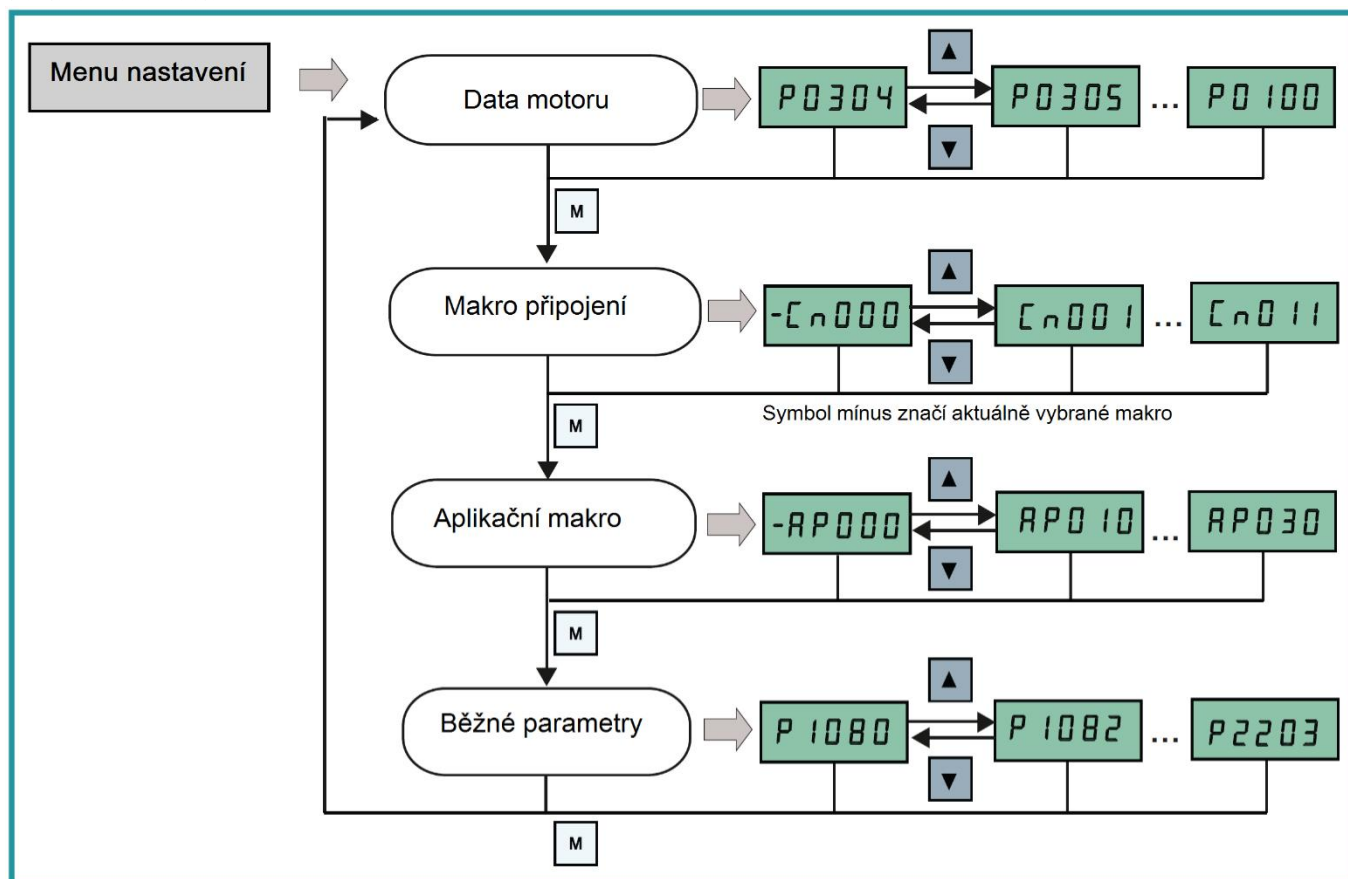 Menu nastavení
Data motoru
▲
P0304
P0305
...
P0100
▼
M
Makro připojení
▲
-Cn000
Cn001
...
Cn011
▼
Symbol mínus značí aktuálně vybrané makro
M
Aplikační makro
▲
-AP000
AP010
...
AP030
▼
M
Běžné parametry
▲
P1080
P1082
...
P2203
▼
M